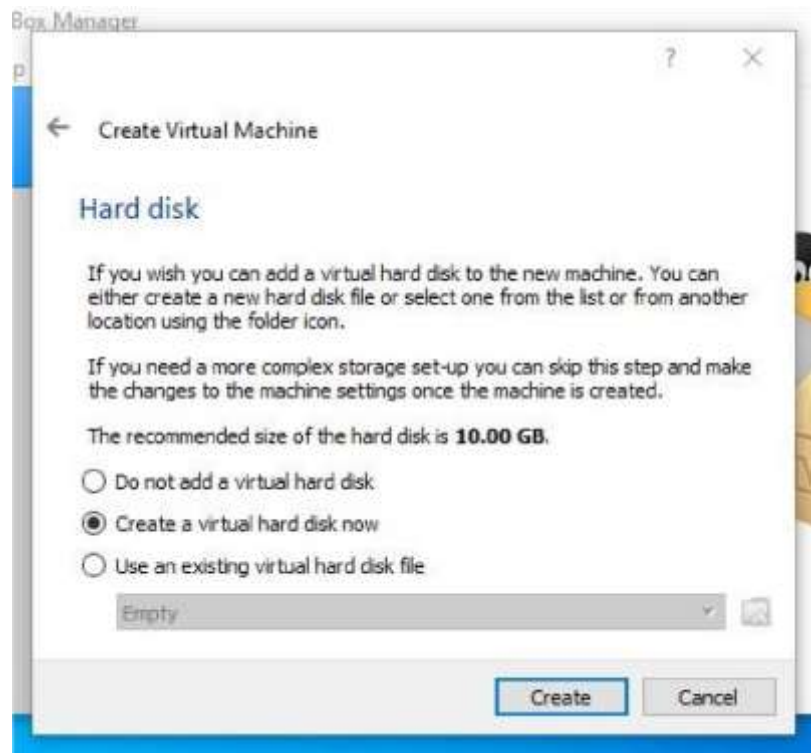 Box Manager
p
?
Create Virtual Machine
Hard disk
If you wish you can add a virtual hard disk to the new machine. You can
either create a new hard disk file or select one from the list or from another
location using the folder icon.
If you need a more complex storage set-up you can skip this step and make
the changes to the machine settings once the machine is created.
The recommended size of the hard disk is 10.00 GB.
Do not add a virtual hard disk
Create a virtual hard disk now
Use an existing virtual hard disk file
Empty
Create Cancel